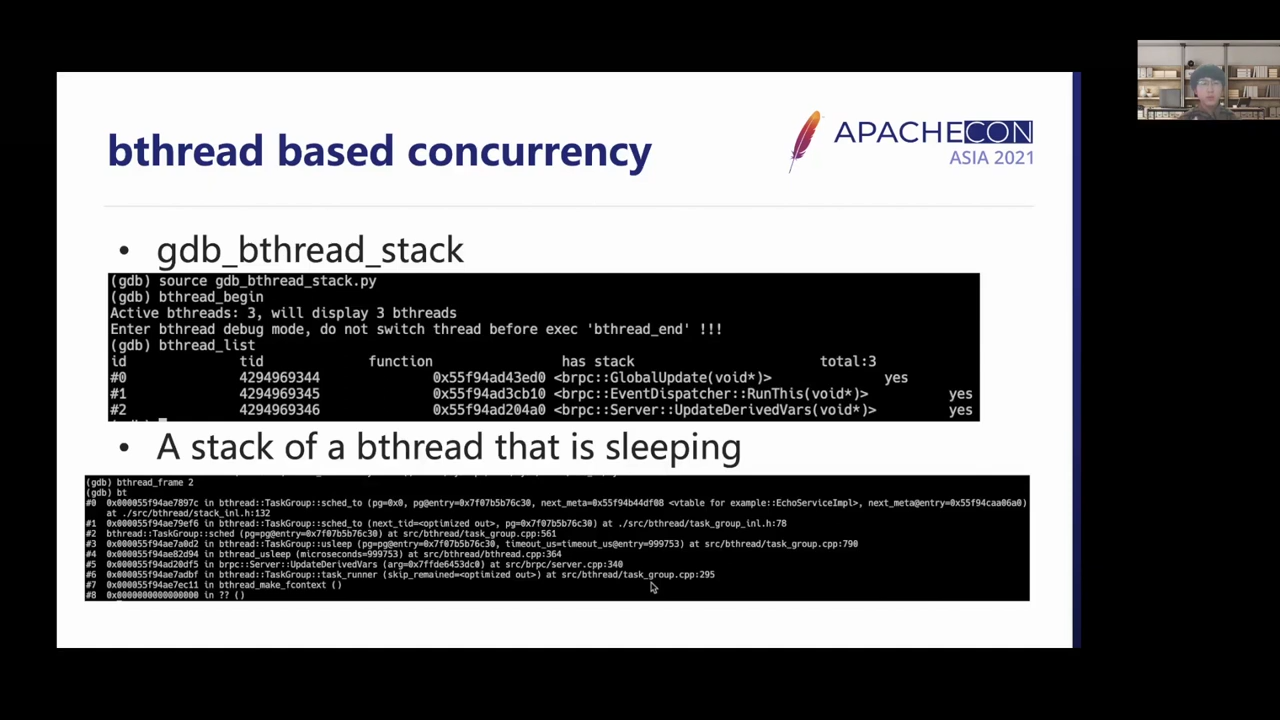 bthread based concurrency
APACHECON
ASIA 2021
• gdb_bthread_stack
(gdb) source gdb_bthread_stack.py
(gdb) bthread_begin
Active bthreads: 3, will display 3 bthreads
Enter bthread debug mode, do not switch thread before exec 'bthread_end' !!!
(gdb) bthread_list
id tid function has stack total:3
#0 4294969344 0x55f94ad43ed0 <brpc::GlobalUpdate(void*)> yes
#1 4294969345 0x55f94ad3cb10 <brpc::EventDispatcher::RunThis(void*)> yes
#2 4294969346 0x55f94ad204a0 <brpc::Server::UpdateDerivedVars(void*)> yes
• A stack of a bthread that is sleeping
(gdb) bthread_frame 2
(gdb) bt
#0 0x000055f94ae7897c in bthread::TaskGroup::sched_to (pg=0x0, pg@entry=0x7f07b5b76c30, next_meta=0x55f94b44df08 <vtable for example::EchoServiceImpl>, next_meta@entry=0x55f94caa06a0)
at ./src/bthread/stack_inl.h:132
#1 0x000055f94ae79ef6 in bthread::TaskGroup::sched_to (next_tid=<optimized out>, pg=0x7f07b5b76c30) at ./src/bthread/task_group_inl.h:78
#2 bthread::TaskGroup::sched (pg=pg@entry=0x7f07b5b76c30) at src/bthread/task_group.cpp:561
#3 0x000055f94ae7a0d2 in bthread::TaskGroup::usleep (pg=pg@entry=0x7f07b5b76c30, timeout_us=timeout_us@entry=999753) at src/bthread/task_group.cpp:790
#4 0x000055f94ae82d94 in bthread_usleep (microseconds=999753) at src/bthread/bthread.cpp:364
#5 0x000055f94ad20df5 in brpc::Server::UpdateDerivedVars (arg=0x7ffde6453dc0) at src/brpc/server.cpp:340
#6 0x000055f94ae7adbf in bthread::TaskGroup::task_runner (skip_remained=<optimized out>) at src/bthread/task_group.cpp:295
#7 0x000055f94ae7ec11 in bthread_make_fcontext ()
#8 0x0000000000000000 in ?? ()